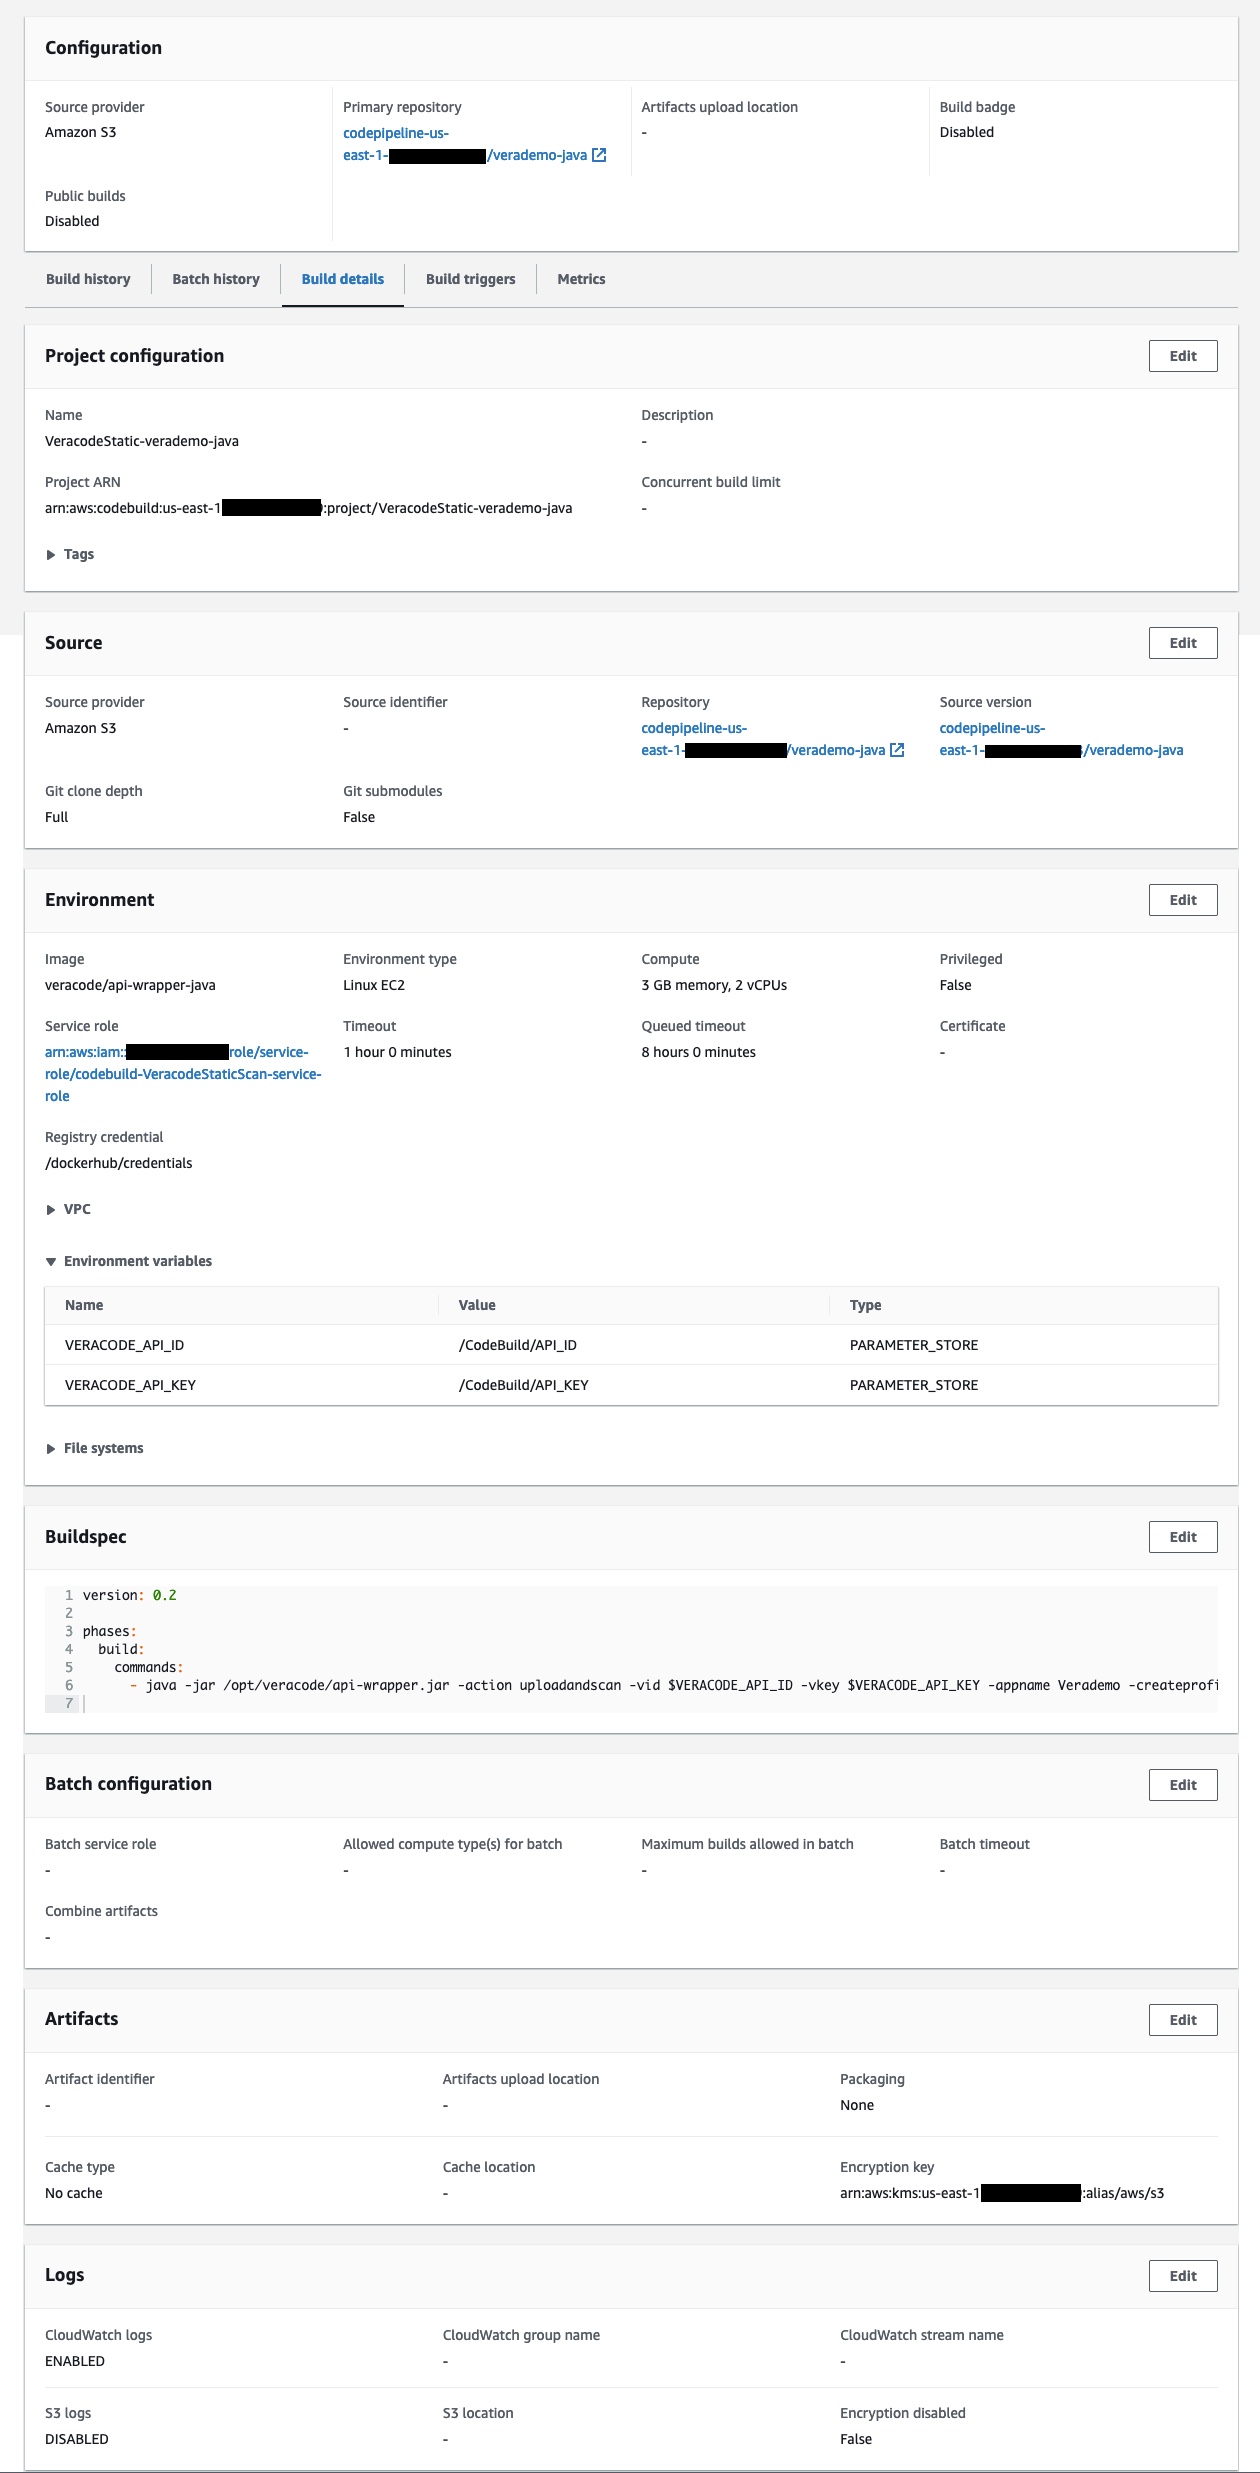 Configuration
Source provider
Amazon S3
Primary repository
codepipeline-us-
east-1-/verademo-java
Artifacts upload location
-
Build badge
Disabled
Public builds
Disabled
Build history
Batch history
Build details
Build triggers
Metrics
Project configuration
Edit
Name
VeracodeStatic-verademo-java
Description
-
Project ARN
arn:aws:codebuild:us-east-1:project/VeracodeStatic-verademo-java
Concurrent build limit
-
Tags
Source
Edit
Source provider
Amazon S3
Source identifier
-
Repository
codepipeline-us-
east-1-/verademo-java
Source version
codepipeline-us-
east-1-/verademo-java
Git clone depth
Full
Git submodules
False
Environment
Edit
Image
veracode/api-wrapper-java
Environment type
Linux EC2
Compute
3 GB memory, 2 vCPUs
Privileged
False
Service role
arn:aws:iam::role/service-
role/codebuild-VeracodeStaticScan-service-
role
Timeout
1 hour 0 minutes
Queued timeout
8 hours 0 minutes
Certificate
-
Registry credential
/dockerhub/credentials
VPC
Environment variables
Name Value Type
VERACODE_API_ID /CodeBuild/API_ID PARAMETER_STORE
VERACODE_API_KEY /CodeBuild/API_KEY PARAMETER_STORE
File systems
Buildspec
Edit
1 version: 0.2
2
3 phases:
4 build:
5 commands:
6 - java -jar /opt/veracode/api-wrapper.jar -action uploadandscan -vid $VERACODE_API_ID -vkey $VERACODE_API_KEY -appname Verademo -createprofi
7
Batch configuration
Edit
Batch service role
-
Allowed compute type(s) for batch
-
Maximum builds allowed in batch
-
Batch timeout
-
Combine artifacts
-
Artifacts
Edit
Artifact identifier
-
Artifacts upload location
-
Packaging
None
Cache type
No cache
Cache location
-
Encryption key
arn:aws:kms:us-east-1:alias/aws/s3
Logs
Edit
CloudWatch logs
ENABLED
CloudWatch group name
-
CloudWatch stream name
-
S3 logs
DISABLED
S3 location
-
Encryption disabled
False